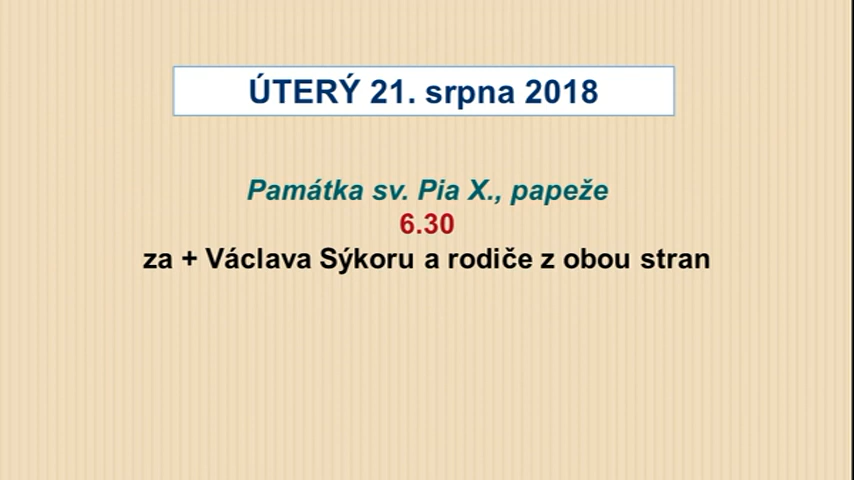 ÚTERÝ 21. srpna 2018
Památka sv. Pia X., papeže
6.30
za + Václava Sýkoru a rodiče z obou stran